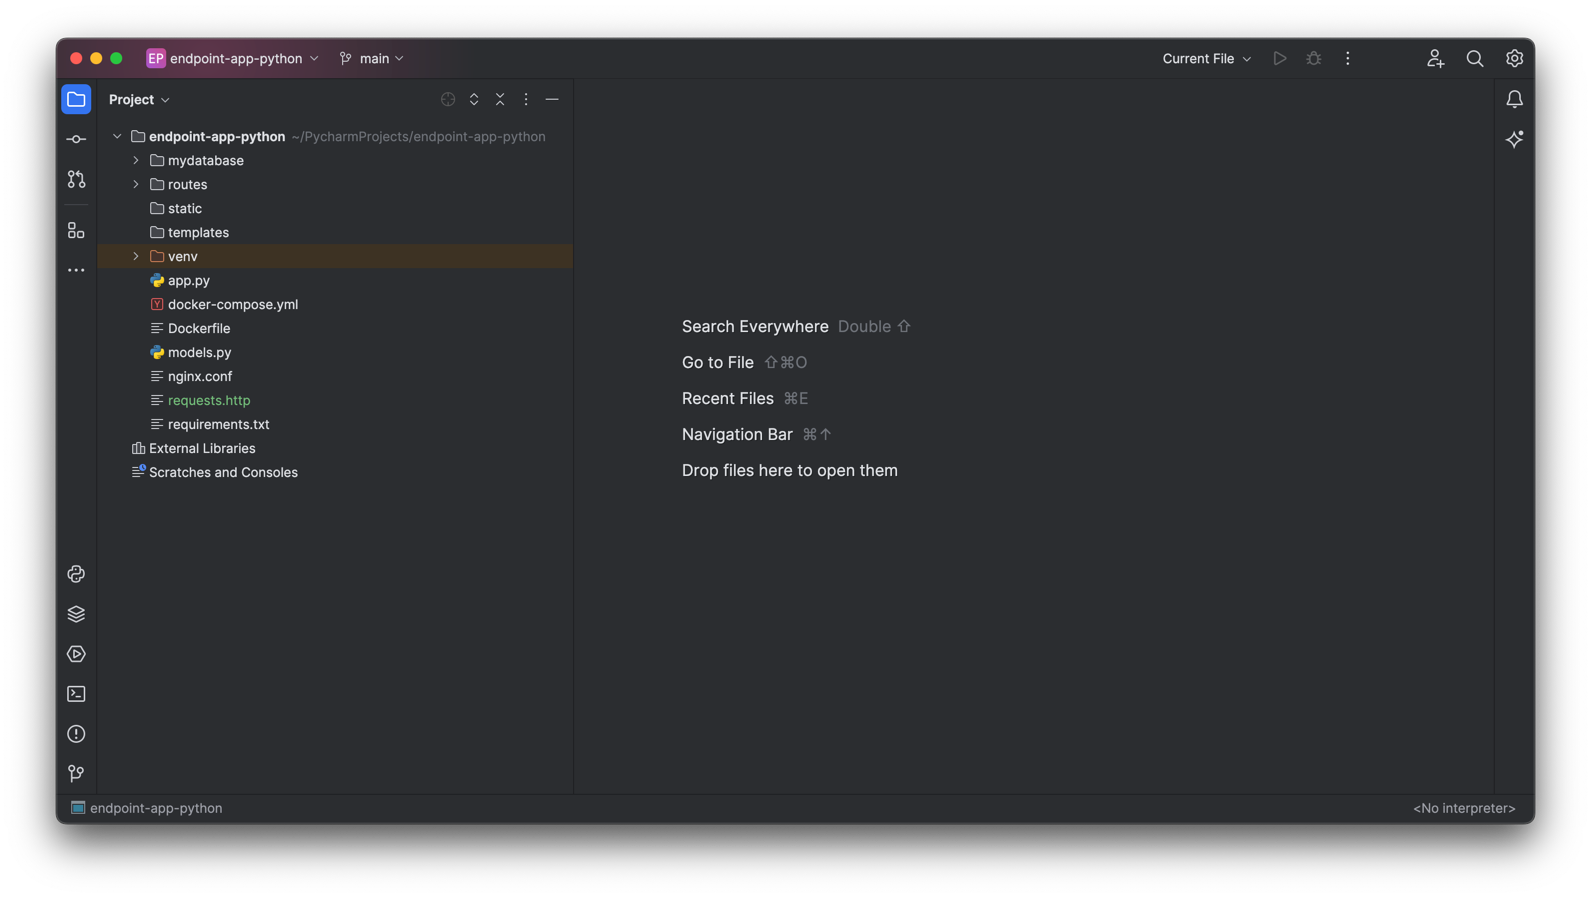 EP endpoint-app-python main Current File
Project
endpoint-app-python ~/PycharmProjects/endpoint-app-python
mydatabase
routes
static
templates
venv
app.py
Y docker-compose.yml
Dockerfile
models.py
nginx.conf
requests.http
requirements.txt
External Libraries
Scratches and Consoles
Search Everywhere Double ⇧
Go to File ⇧⌘O
Recent Files ⌘E
Navigation Bar ⌘↑
Drop files here to open them
endpoint-app-python <No interpreter>